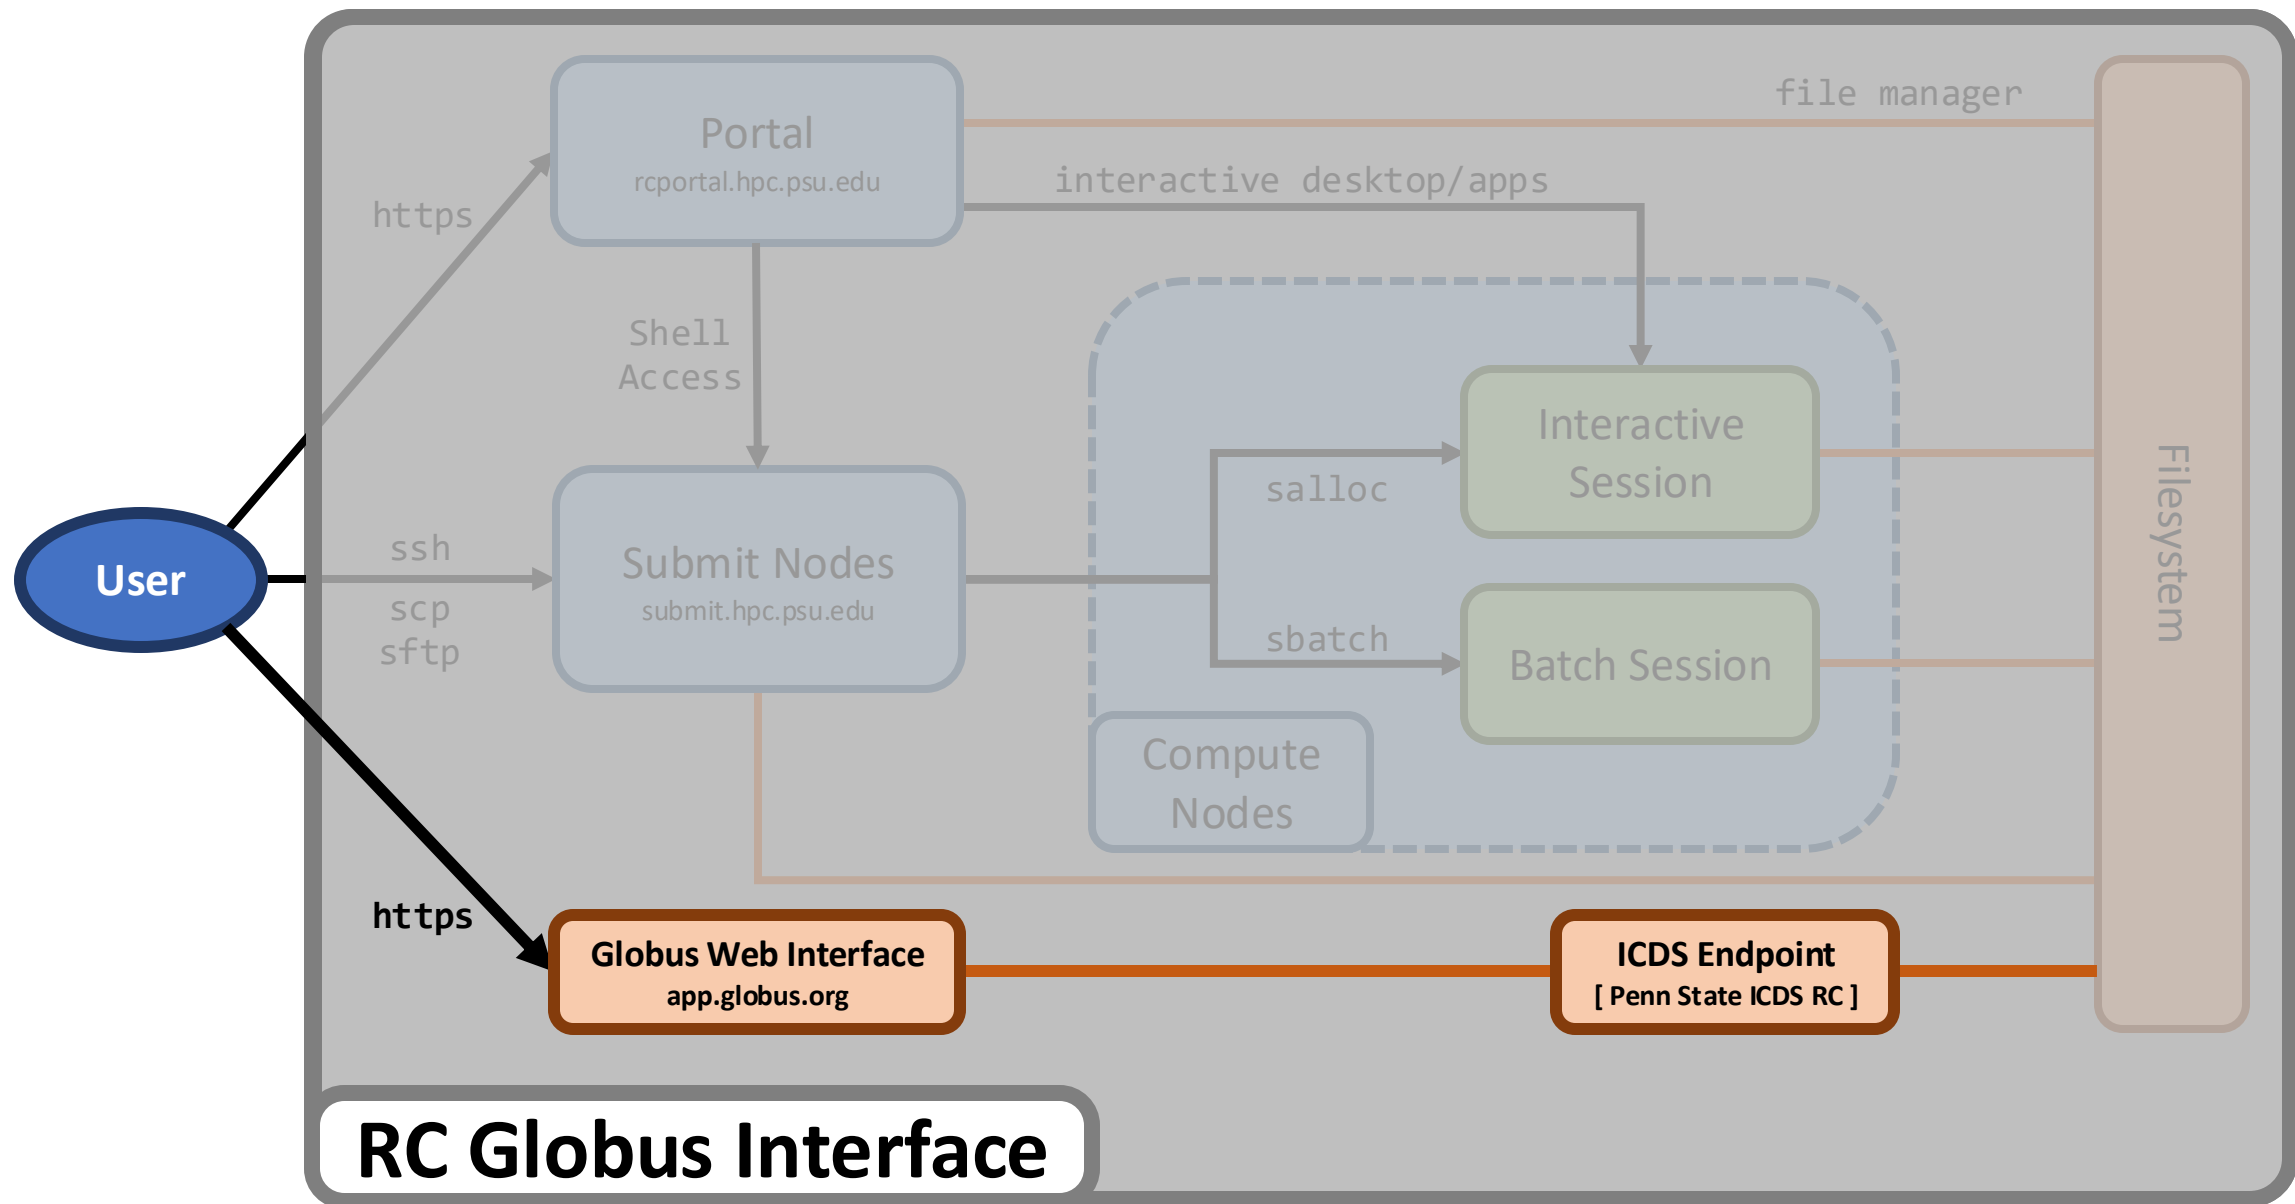 file manager
Portal
rcportal.hpc.psu.edu
interactive desktop/apps
https
Shell
Access
Interactive
Session
salloc
Filesystem
ssh
User
Submit Nodes
submit.hpc.psu.edu
scp
sftp
sbatch
Batch Session
Compute
Nodes
https
Globus Web Interface
app.globus.org
ICDS Endpoint
[ Penn State ICDS RC ]
RC Globus Interface